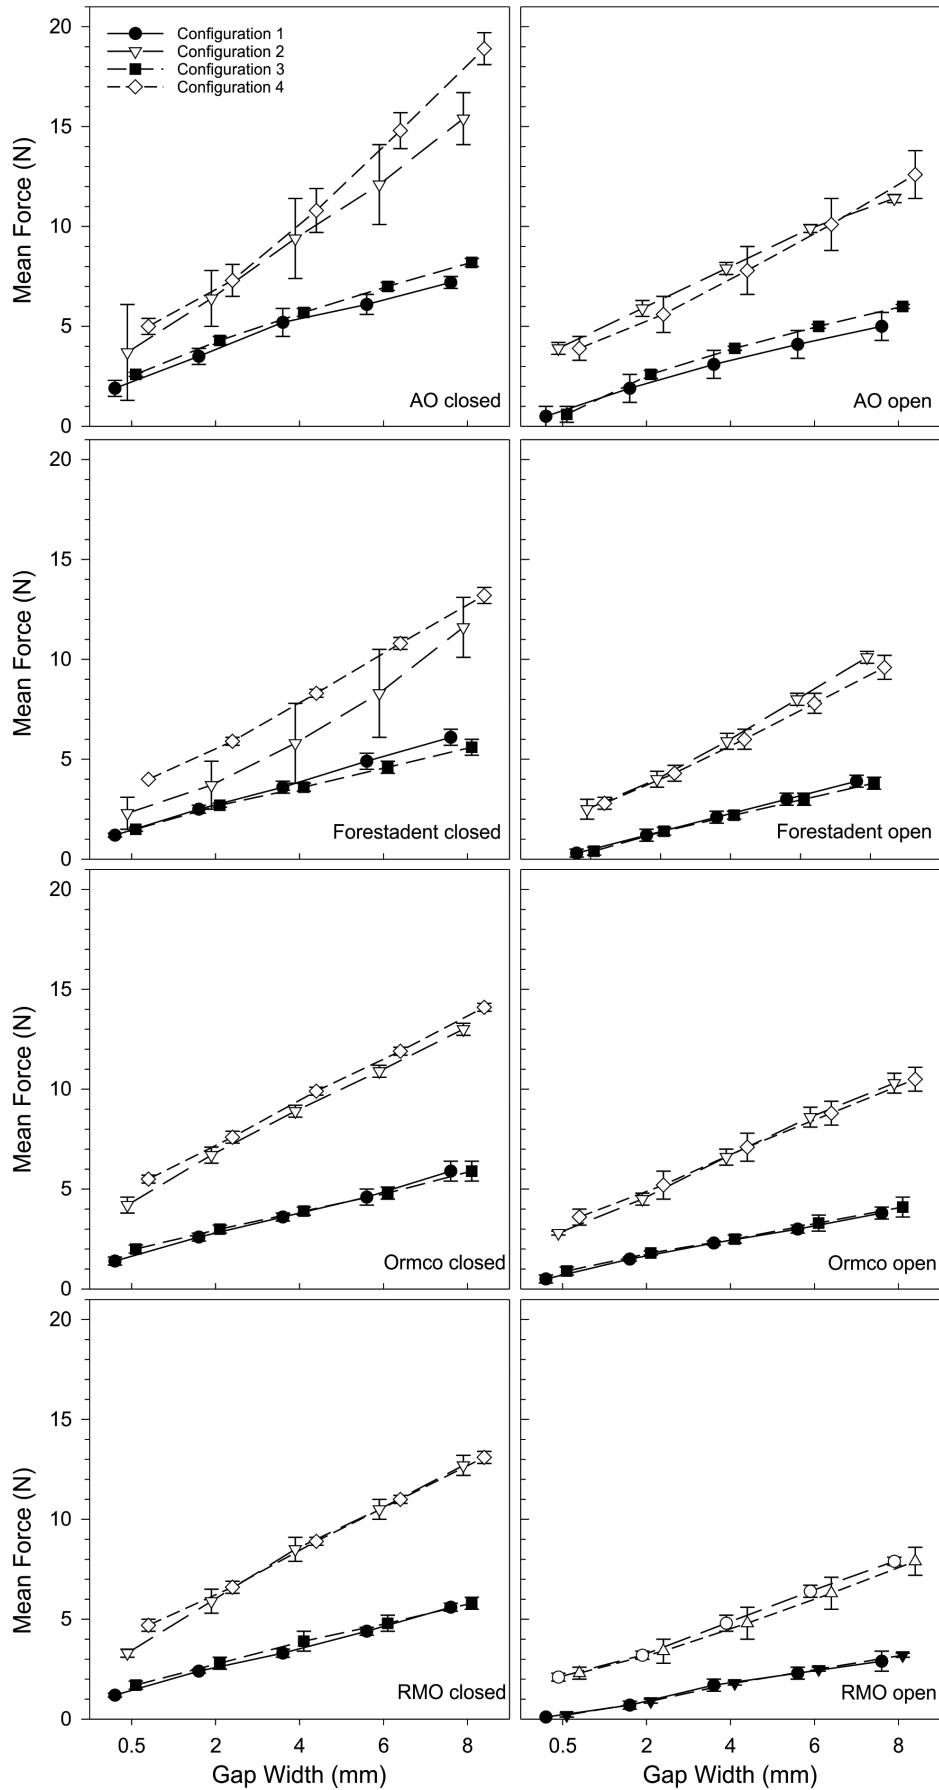 20
Configuration 1
Configuration 2
Configuration 3
Configuration 4
15
Mean Force (N)
10
5
AO closed
AO open
0
20
15
Mean Force (N)
10
5
Forestadent closed
Forestadent open
0
20
15
Mean Force (N)
10
5
Ormco closed
Ormco open
0
20
15
Mean Force (N)
10
5
RMO closed
RMO open
0
0.5 2 4 6 8
0.5 2 4 6 8
Gap Width (mm)
Gap Width (mm)